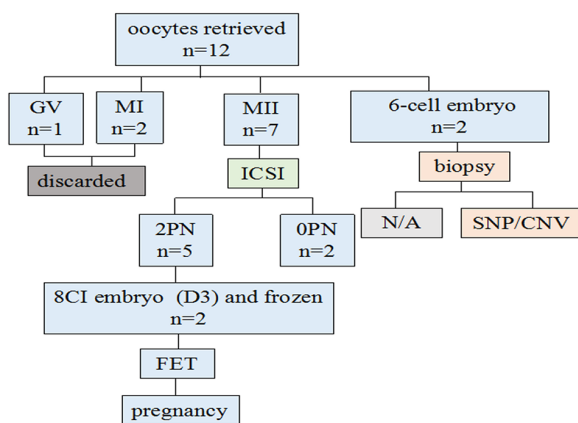 oocytes retrieved
n=12
GV
n=1
MI
n=2
MII
n=7
6-cell embryo
n=2
discarded
ICSI
biopsy
2PN
n=5
0PN
n=2
N/A
SNP/CNV
8CI embryo (D3) and frozen
n=2
FET
pregnancy